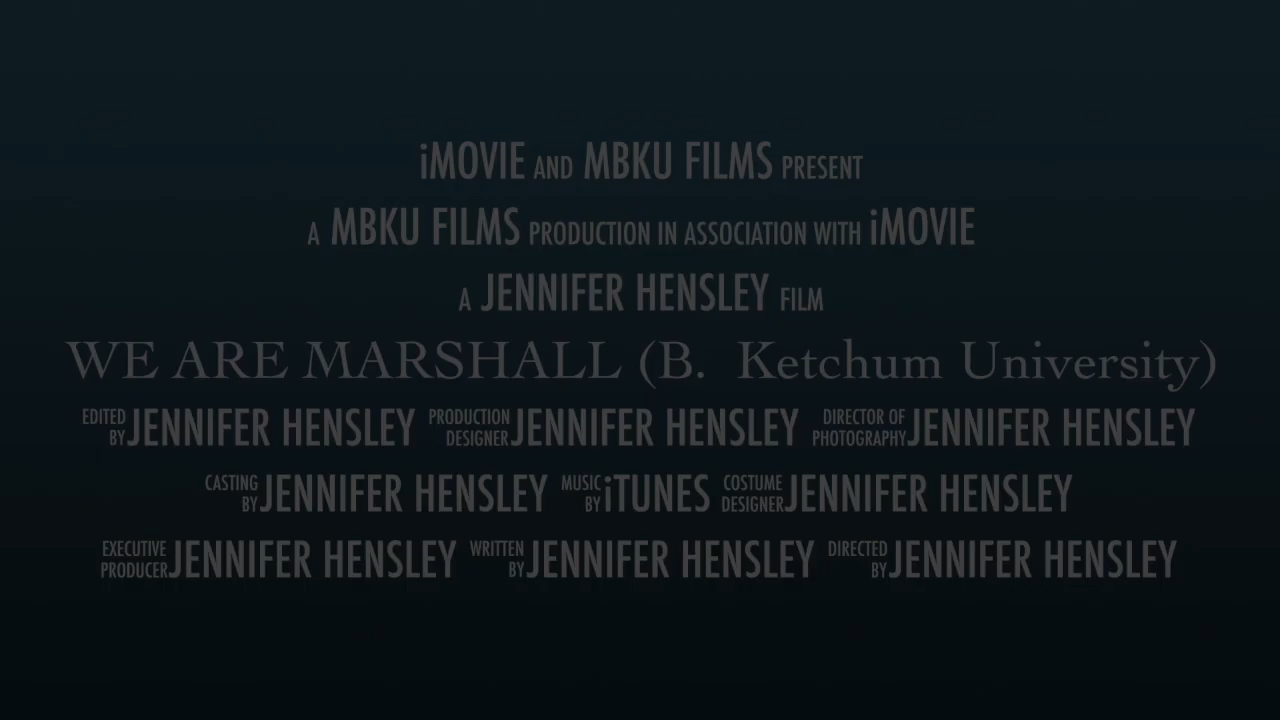 iMOVIE AND MBKU FILMS PRESENT
A MBKU FILMS PRODUCTION IN ASSOCIATION WITH iMOVIE
A JENNIFER HENSLEY FILM
WE ARE MARSHALL (B.  Ketchum University)
EDITED BY JENNIFER HENSLEY PRODUCTION DESIGNER JENNIFER HENSLEY DIRECTOR OF PHOTOGRAPHY JENNIFER HENSLEY
CASTING BY JENNIFER HENSLEY MUSIC BY iTUNES COSTUME DESIGNER JENNIFER HENSLEY
EXECUTIVE PRODUCER JENNIFER HENSLEY WRITTEN BY JENNIFER HENSLEY DIRECTED BY JENNIFER HENSLEY